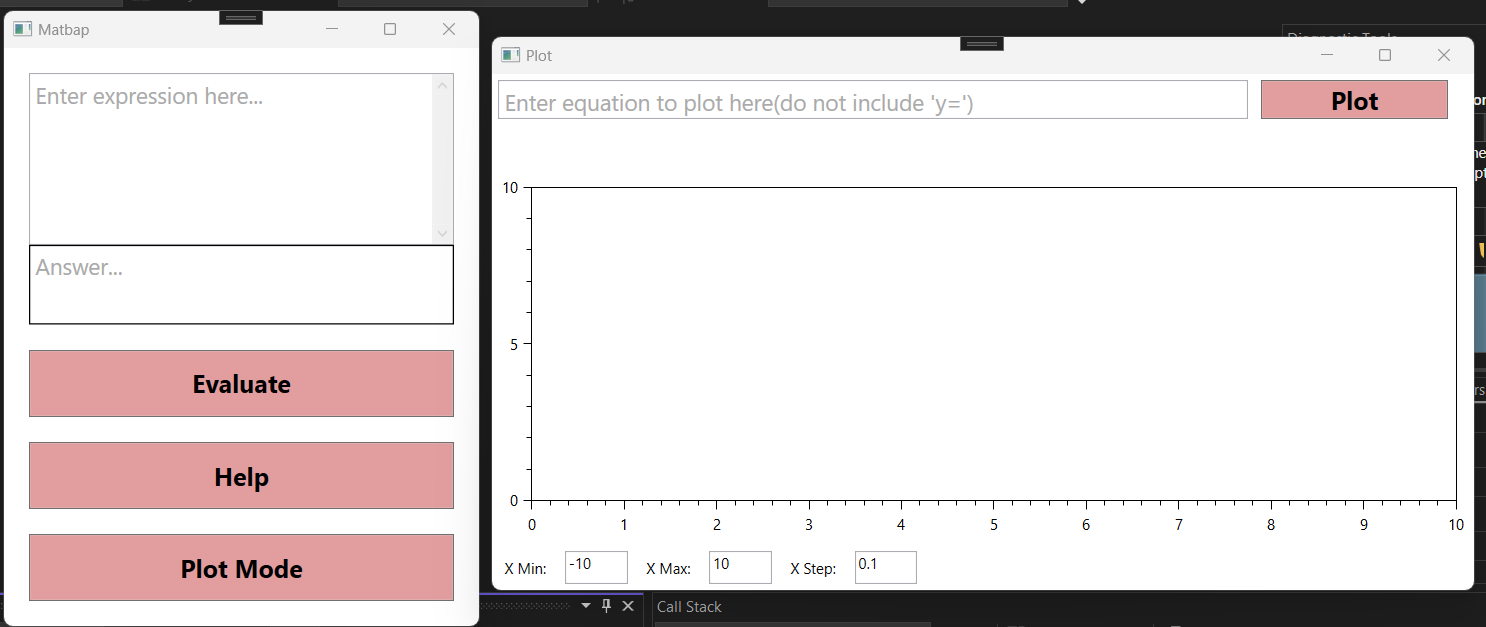 Matbap
Enter expression here...
Answer...
Evaluate
Help
Plot Mode
Plot
Enter equation to plot here(do not include 'y=')
Plot
10
5
0
0 1 2 3 4 5 6 7 8 9 10
X Min: -10 X Max: 10 X Step: 0.1
Call Stack